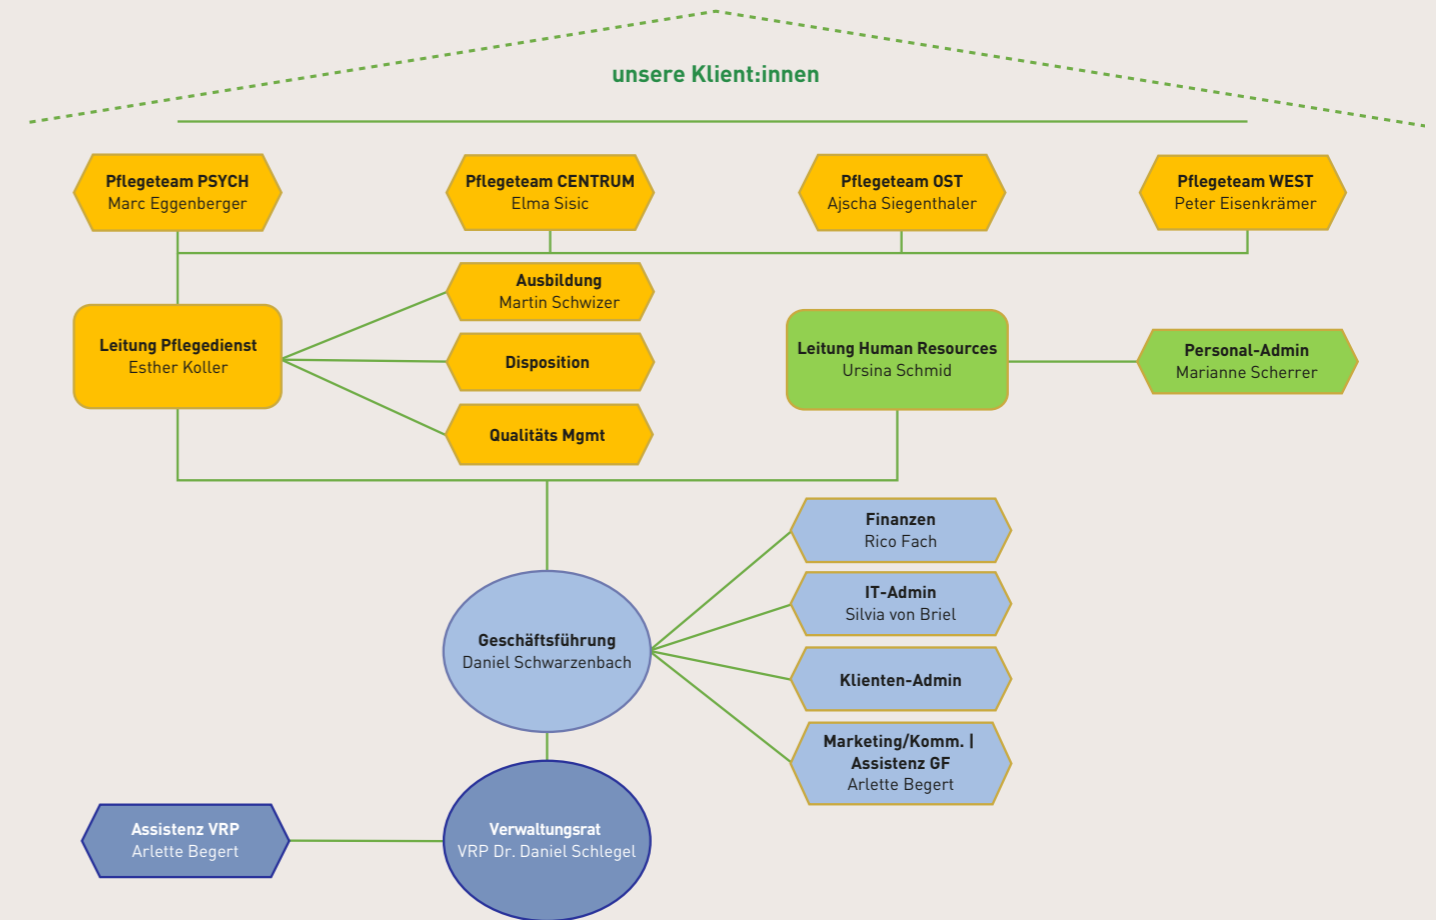 unsere Klient:innen
Pflegeteam PSYCH
Marc Eggenberger
Pflegeteam CENTRUM
Elma Sisic
Pflegeteam OST
Ajscha Siegenthaler
Pflegeteam WEST
Peter Eisenkrämer
Ausbildung
Martin Schwizer
Leitung Pflegedienst
Esther Koller
Disposition
Qualitäts Mgmt
Leitung Human Resources
Ursina Schmid
Personal-Admin
Marianne Scherrer
Finanzen
Rico Fach
IT-Admin
Silvia von Briel
Geschäftsführung
Daniel Schwarzenbach
Klienten-Admin
Marketing/Komm. |
Assistenz GF
Arlette Begert
Assistenz VRP
Arlette Begert
Verwaltungsrat
VRP Dr. Daniel Schlegel